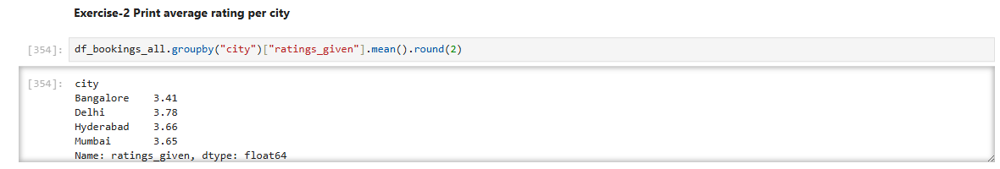 Exercise-2 Print average rating per city
[354]: df_bookings_all.groupby("city")["ratings_given"].mean().round(2)
[354]: city
Bangalore    3.41
Delhi        3.78
Hyderabad    3.66
Mumbai       3.65
Name: ratings_given, dtype: float64